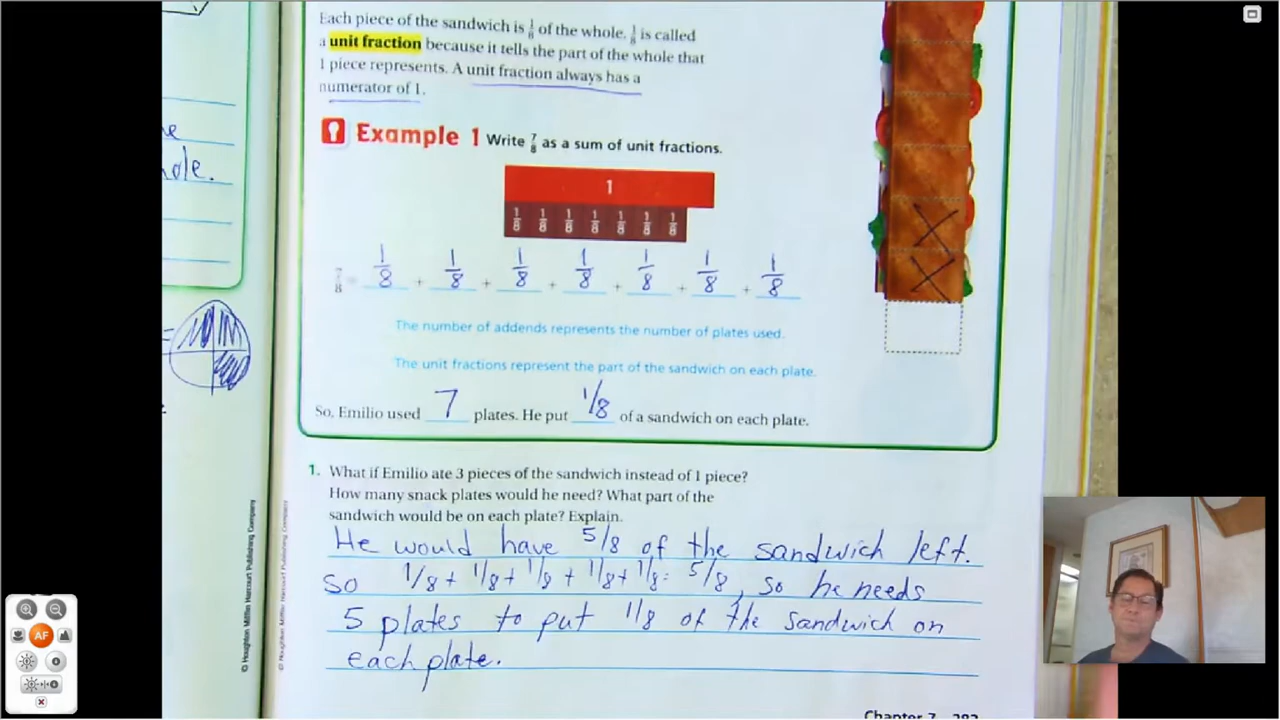 Each piece of the sandwich is 1/8 of the whole. 1/8 is called
a unit fraction because it tells the part of the whole that
1 piece represents. A unit fraction always has a
numerator of 1.
Example 1 Write 7/8 as a sum of unit fractions.
1
1/8 1/8 1/8 1/8 1/8 1/8 1/8
7/8 = 1/8 + 1/8 + 1/8 + 1/8 + 1/8 + 1/8 + 1/8
The number of addends represents the number of plates used.
The unit fractions represent the part of the sandwich on each plate.
So, Emilio used 7 plates. He put 1/8 of a sandwich on each plate.
1. What if Emilio ate 3 pieces of the sandwich instead of 1 piece?
How many snack plates would he need? What part of the
sandwich would be on each plate? Explain.
He would have 5/8 of the sandwich left.
So 1/8 + 1/8 + 1/8 + 1/8 + 1/8 = 5/8, so he needs
5 plates to put 1/8 of the sandwich on
each plate.
© Houghton Mifflin Harcourt Publishing Company
© Houghton Mifflin Harcourt Publishing Company
Chapter 7
AF